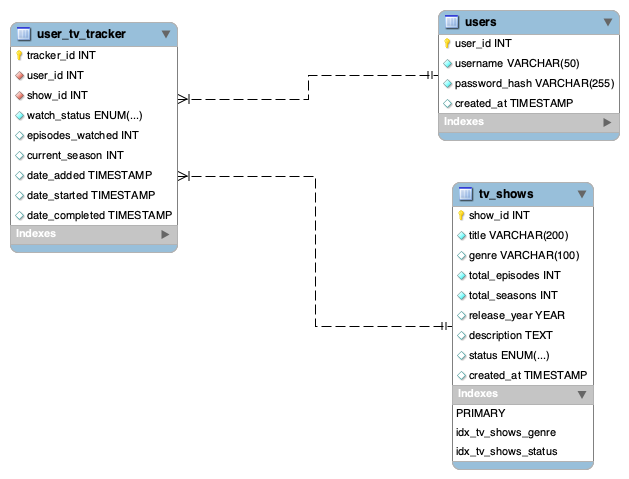 user_tv_tracker
tracker_id INT
user_id INT
show_id INT
watch_status ENUM(...)
episodes_watched INT
current_season INT
date_added TIMESTAMP
date_started TIMESTAMP
date_completed TIMESTAMP
Indexes
users
user_id INT
username VARCHAR(50)
password_hash VARCHAR(255)
created_at TIMESTAMP
Indexes
tv_shows
show_id INT
title VARCHAR(200)
genre VARCHAR(100)
total_episodes INT
total_seasons INT
release_year YEAR
description TEXT
status ENUM(...)
created_at TIMESTAMP
Indexes
PRIMARY
idx_tv_shows_genre
idx_tv_shows_status